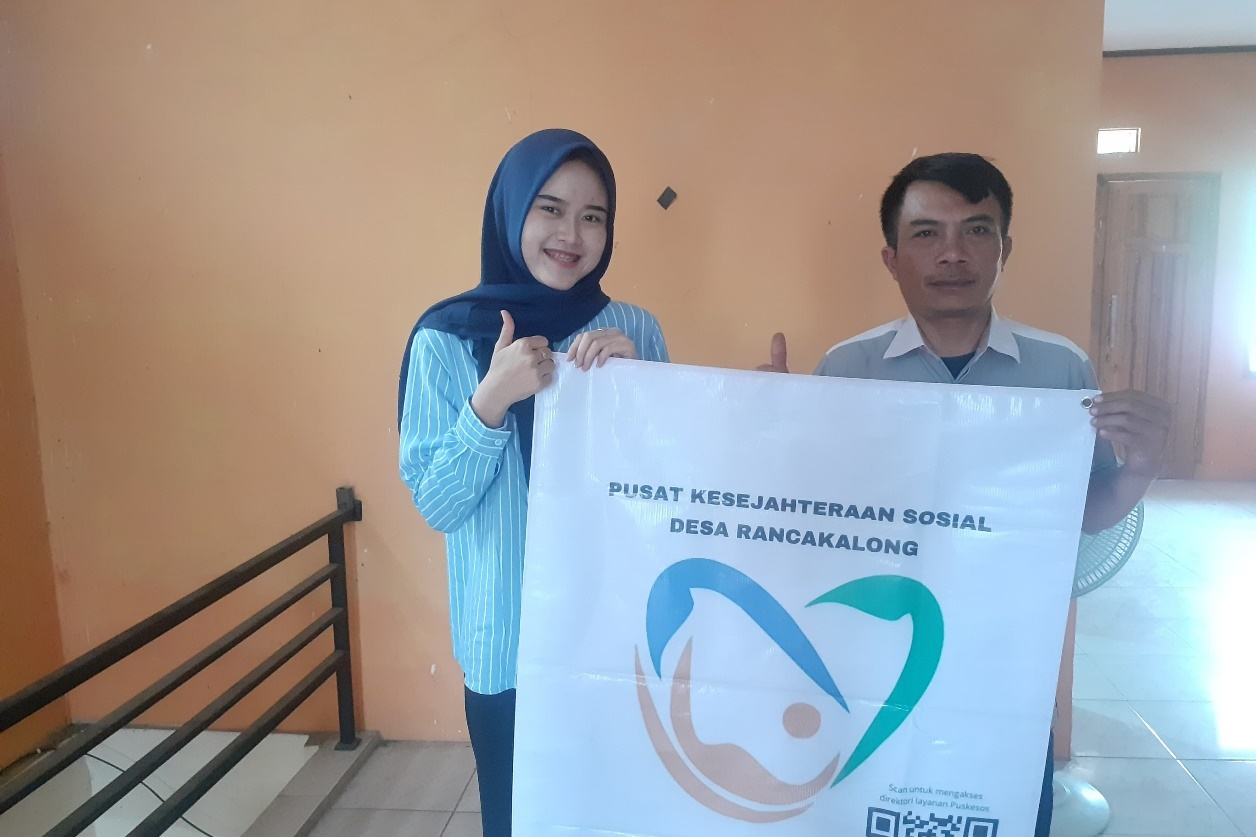 PUSAT KESEJAHTERAAN SOSIAL
DESA RANCAKALONG
Scan untuk mengakses
direktori layanan Puskesos